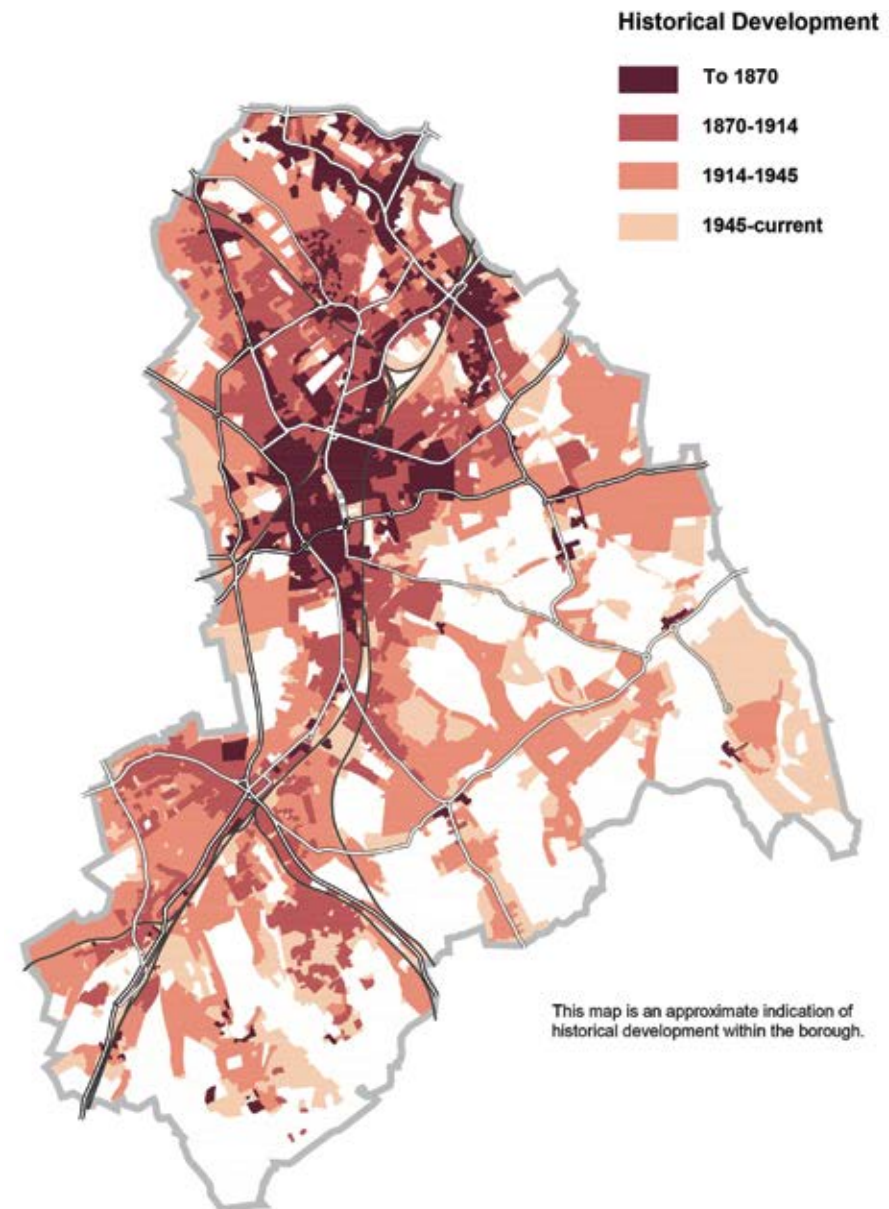 Historical Development
To 1870
1870-1914
1914-1945
1945-current
This map is an approximate indication of
historical development within the borough.